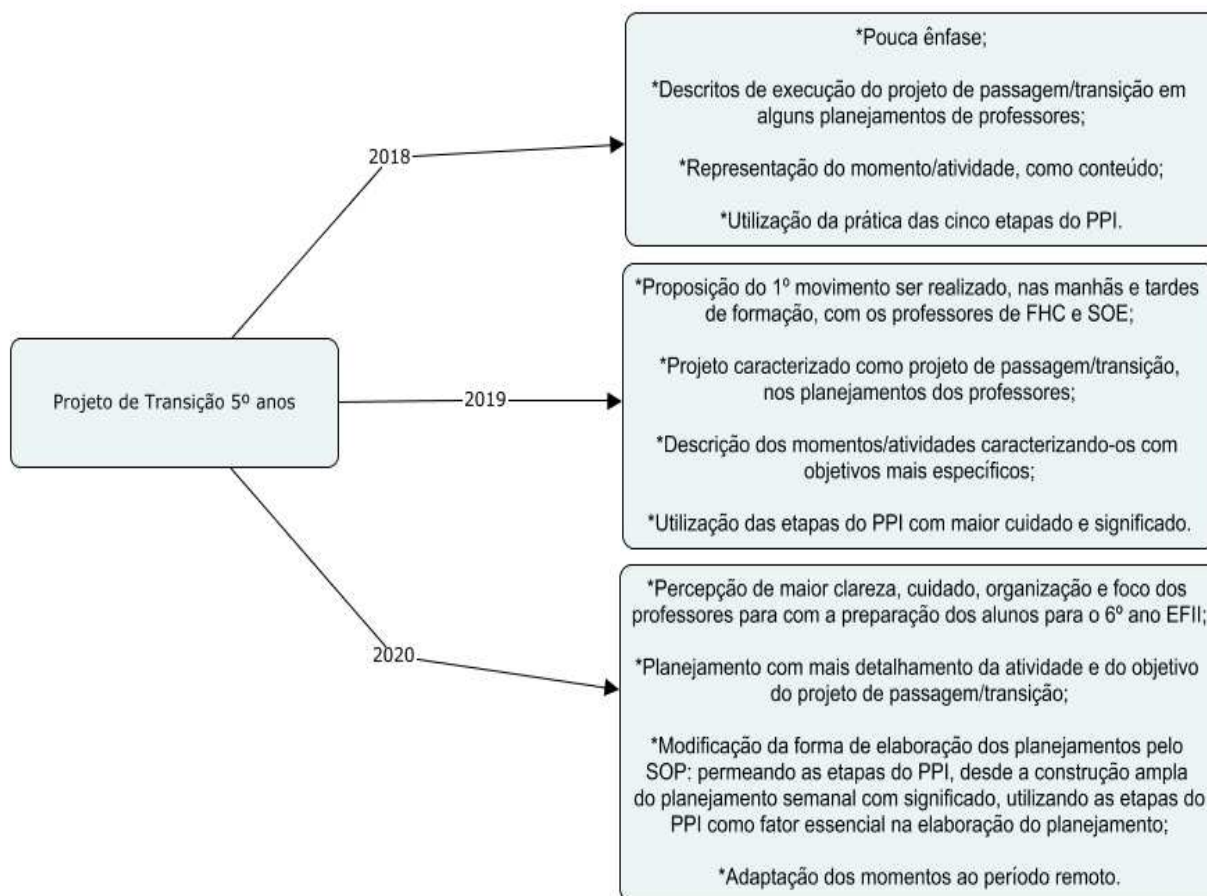 *Pouca ênfase;
*Descritos de execução do projeto de passagem/transição em
alguns planejamentos de professores;
*Representação do momento/atividade, como conteúdo;
*Utilização da prática das cinco etapas do PPI.
2018
*Proposição do 1º movimento ser realizado, nas manhãs e tardes
de formação, com os professores de FHC e SOE;
*Projeto caracterizado como projeto de passagem/transição,
nos planejamentos dos professores;
*Descrição dos momentos/atividades caracterizando-os com
objetivos mais específicos;
*Utilização das etapas do PPI com maior cuidado e significado.
Projeto de Transição 5º anos
2019
*Percepção de maior clareza, cuidado, organização e foco dos
professores para com a preparação dos alunos para o 6º ano EFII;
*Planejamento com mais detalhamento da atividade e do objetivo
do projeto de passagem/transição;
*Modificação da forma de elaboração dos planejamentos pelo
SOP: permeando as etapas do PPI, desde a construção ampla
do planejamento semanal com significado, utilizando as etapas do
PPI como fator essencial na elaboração do planejamento;
*Adaptação dos momentos ao período remoto.
2020